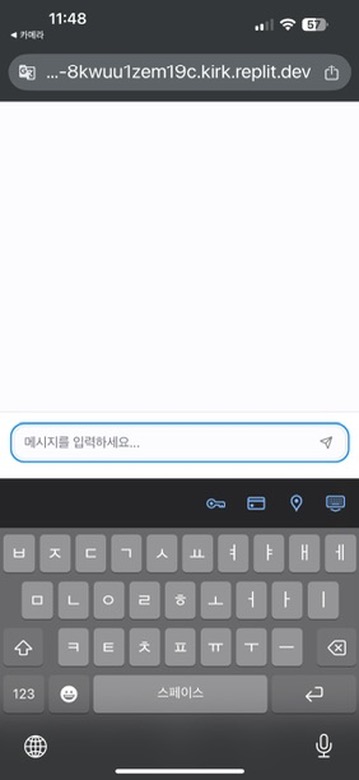 11:48
57
◀ 카메라
...-8kwuu1zem19c.kirk.replit.dev
메시지를 입력하세요...
ㅂ ㅈ ㄷ ㄱ ㅅ ㅛ ㅕ ㅑ ㅐ ㅔ
ㅁ ㄴ ㅇ ㄹ ㅎ ㅗ ㅓ ㅏ ㅣ
ㅋ ㅌ ㅊ ㅍ ㅠ ㅜ ㅡ
123 스페이스